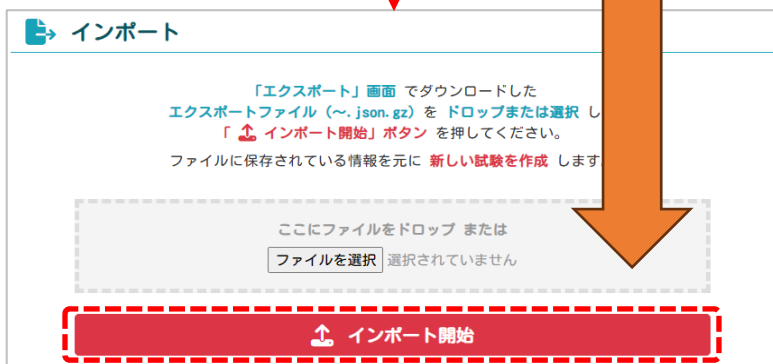 インポート
「エクスポート」画面 でダウンロードした
エクスポートファイル（～.json.gz）を ドロップまたは選択 し
「 インポート開始」ボタン を押してください。
ファイルに保存されている情報を元に 新しい試験を作成 します
ここにファイルをドロップ または
ファイルを選択 選択されていません
インポート開始